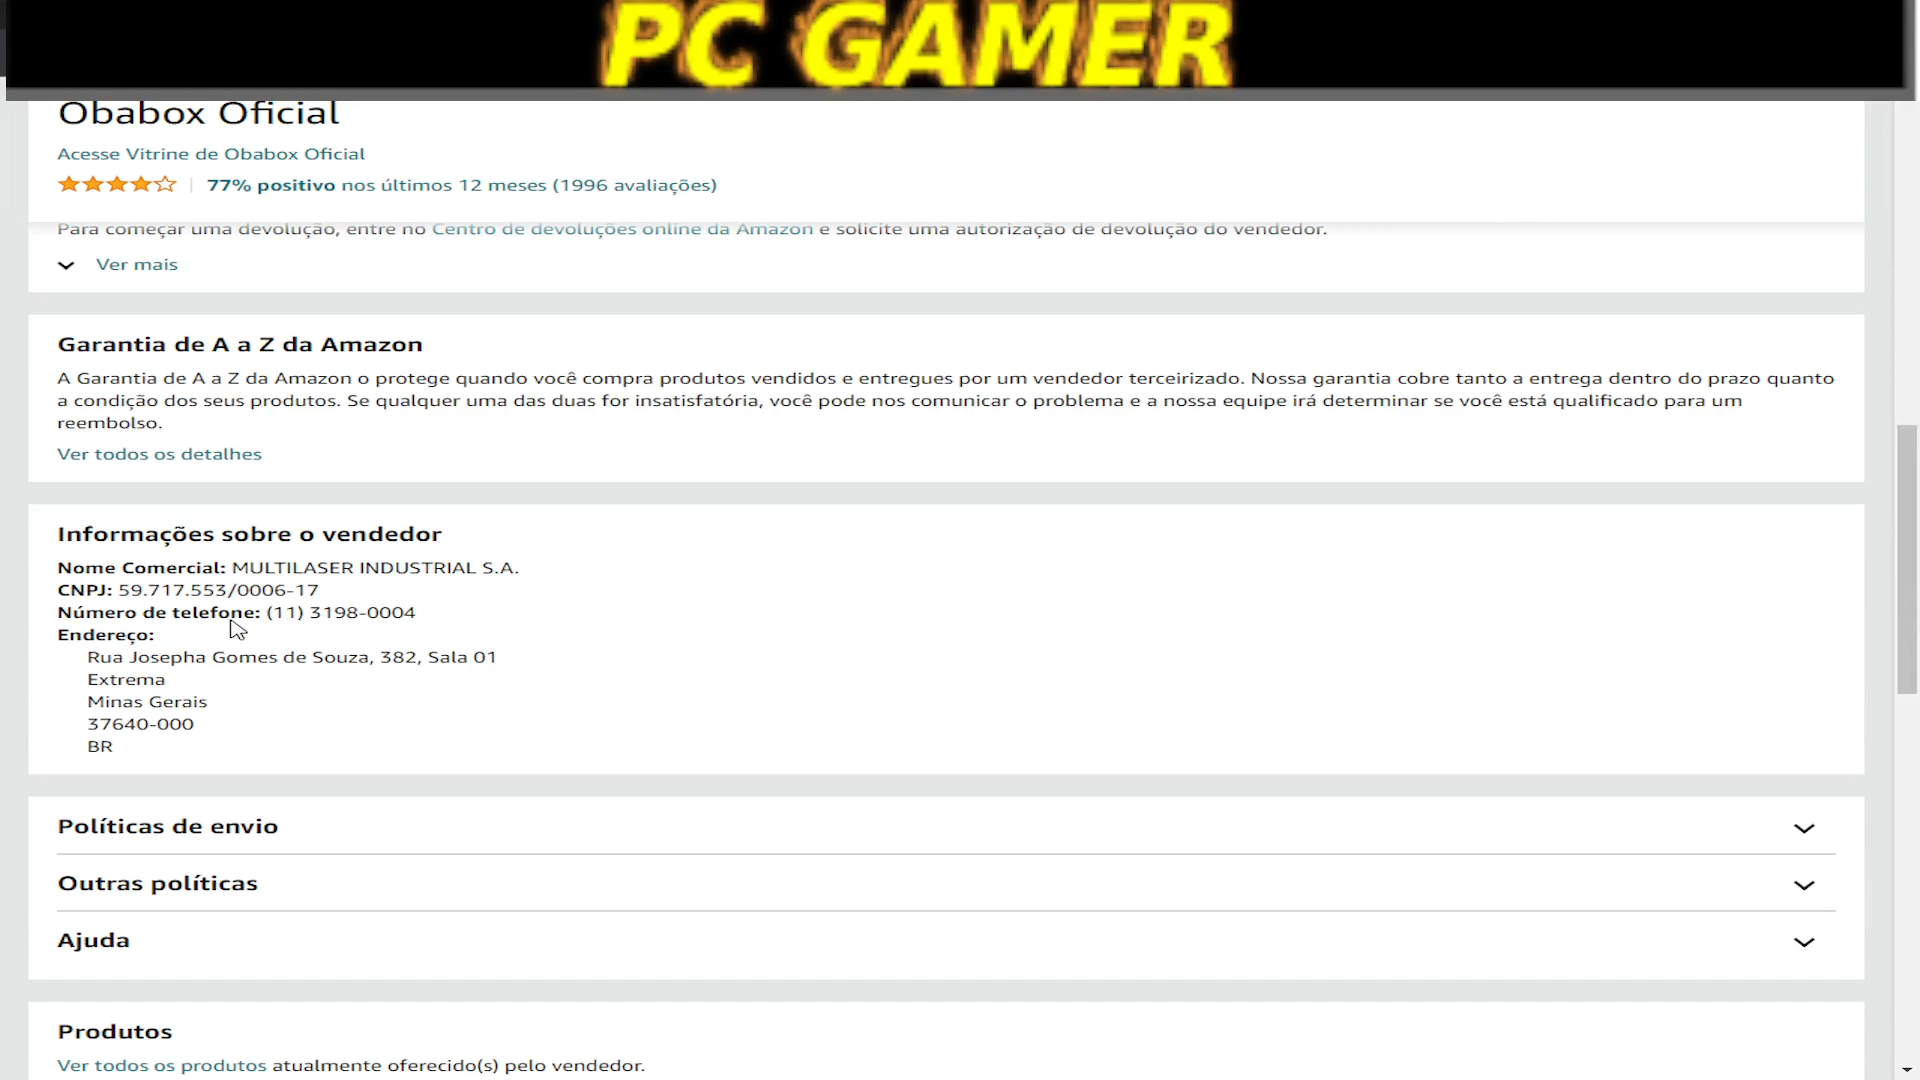 PC GAMER
Obabox Oficial
Acesse Vitrine de Obabox Oficial
77% positivo nos últimos 12 meses (1996 avaliações)
Para começar uma devolução, entre no Centro de devoluções online da Amazon e solicite uma autorização de devolução do vendedor.
Ver mais
Garantia de A a Z da Amazon
A Garantia de A a Z da Amazon o protege quando você compra produtos vendidos e entregues por um vendedor terceirizado. Nossa garantia cobre tanto a entrega dentro do prazo quanto
a condição dos seus produtos. Se qualquer uma das duas for insatisfatória, você pode nos comunicar o problema e a nossa equipe irá determinar se você está qualificado para um
reembolso.
Ver todos os detalhes
Informações sobre o vendedor
Nome Comercial: MULTILASER INDUSTRIAL S.A.
CNPJ: 59.717.553/0006-17
Número de telefone: (11) 3198-0004
Endereço:
Rua Josepha Gomes de Souza, 382, Sala 01
Extrema
Minas Gerais
37640-000
BR
Políticas de envio
Outras políticas
Ajuda
Produtos
Ver todos os produtos atualmente oferecido(s) pelo vendedor.